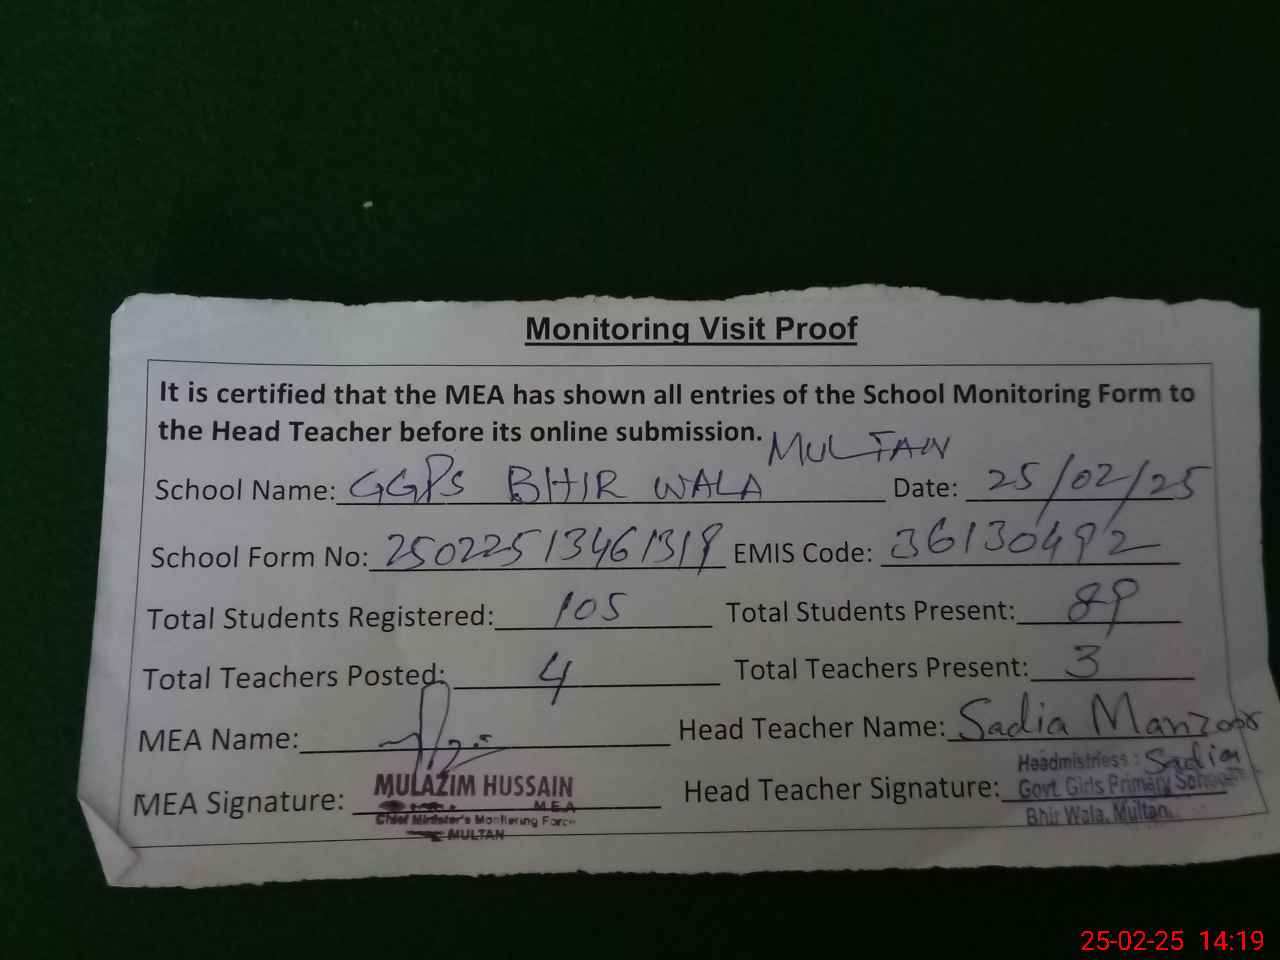 Monitoring Visit Proof
It is certified that the MEA has shown all entries of the School Monitoring Form to
the Head Teacher before its online submission.
MULTAN
School Name: GGPS BHIR WALA Date: 25/02/25
School Form No: 25022513461319 EMIS Code: 36130492
Total Students Registered: 105 Total Students Present: 89
Total Teachers Posted: 4 Total Teachers Present: 3
MEA Name: Head Teacher Name: Sadia Manzoor
MULAZIM HUSSAIN Headmistriess: Sadia
MEA Signature: M E A Head Teacher Signature: Govt. Girls Primary School
Chief Minister's Monitering Force Bhir Wala, Multan.
MULTAN
25-02-25 14:19